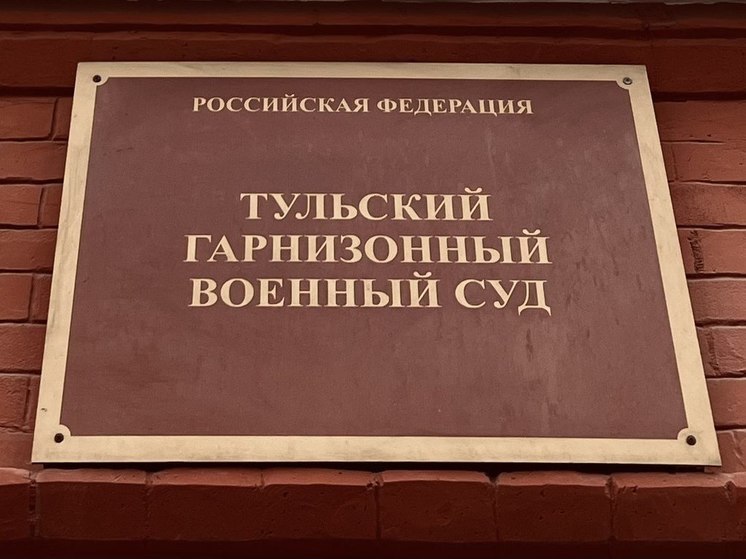 РОССИЙСКАЯ ФЕДЕРАЦИЯ
ТУЛЬСКИЙ
ГАРНИЗОННЫЙ
ВОЕННЫЙ СУД